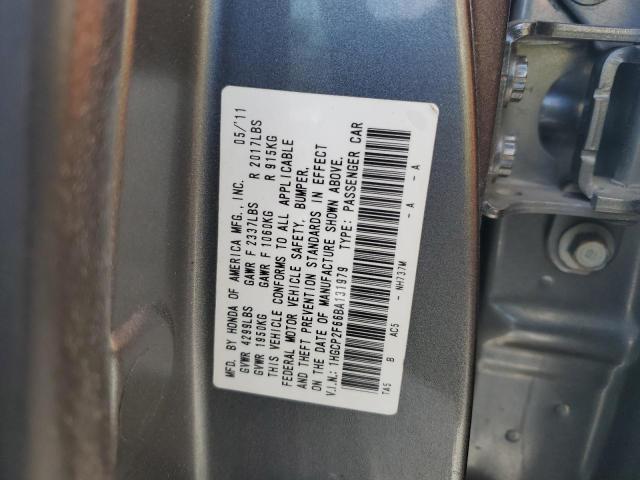 MFD. BY HONDA OF AMERICA MFG., INC. 05/'11
GVWR 4299LBS GAWR F 2337LBS R 2017LBS
GVWR 1950KG GAWR F 1060KG R 915KG
THIS VEHICLE CONFORMS TO ALL APPLICABLE
FEDERAL MOTOR VEHICLE SAFETY, BUMPER,
AND THEFT PREVENTION STANDARDS IN EFFECT
ON THE DATE OF MANUFACTURE SHOWN ABOVE.
V.I.N.: 1HGCP2F66BA131979 TYPE: PASSENGER CAR
TA5 B AC5 - NH737M - A - A